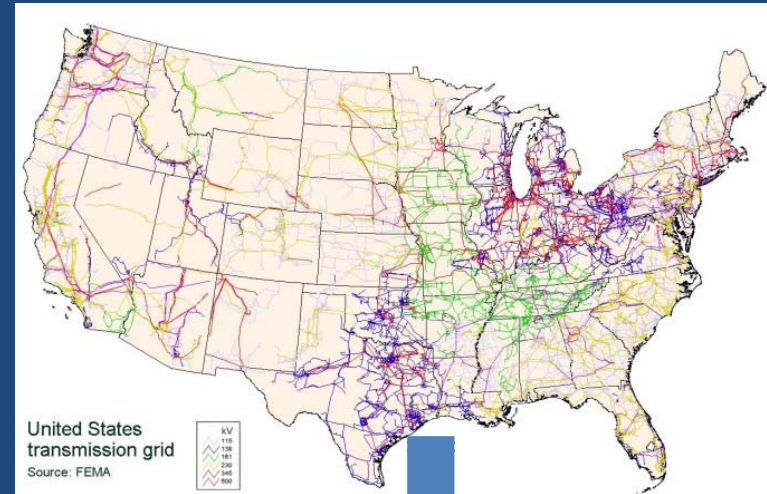 United States
transmission grid
Source: FEMA
kV
115
138
161
230
345
500